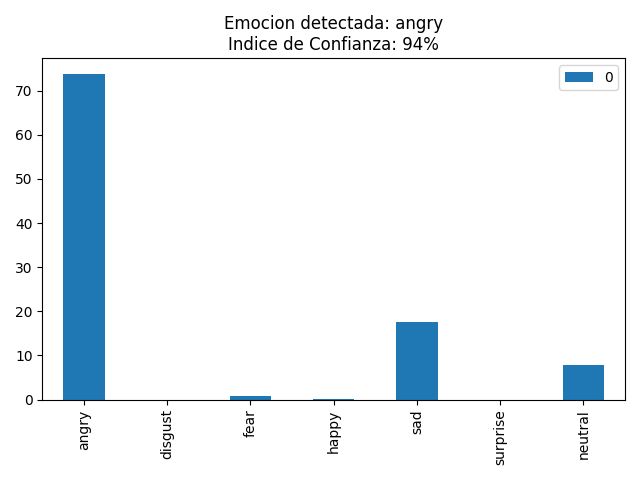 Emocion detectada: angry
Indice de Confianza: 94%
0
70
60
50
40
30
20
10
0
angry
disgust
fear
happy
sad
surprise
neutral